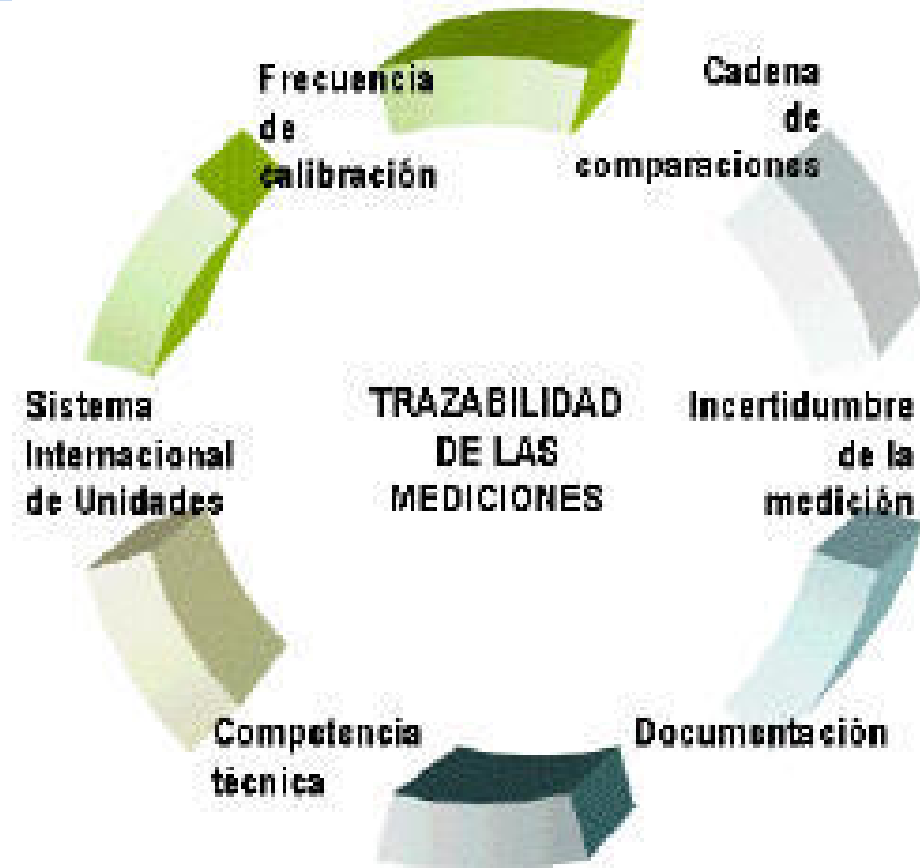 Frecuencia
de
calibración
Cadena
de
comparaciones
Sistema
Internacional
de Unidades
TRAZABILIDAD
DE LAS
MEDICIONES
Incertidumbre
de la
medición
Competencia
técnica
Documentación